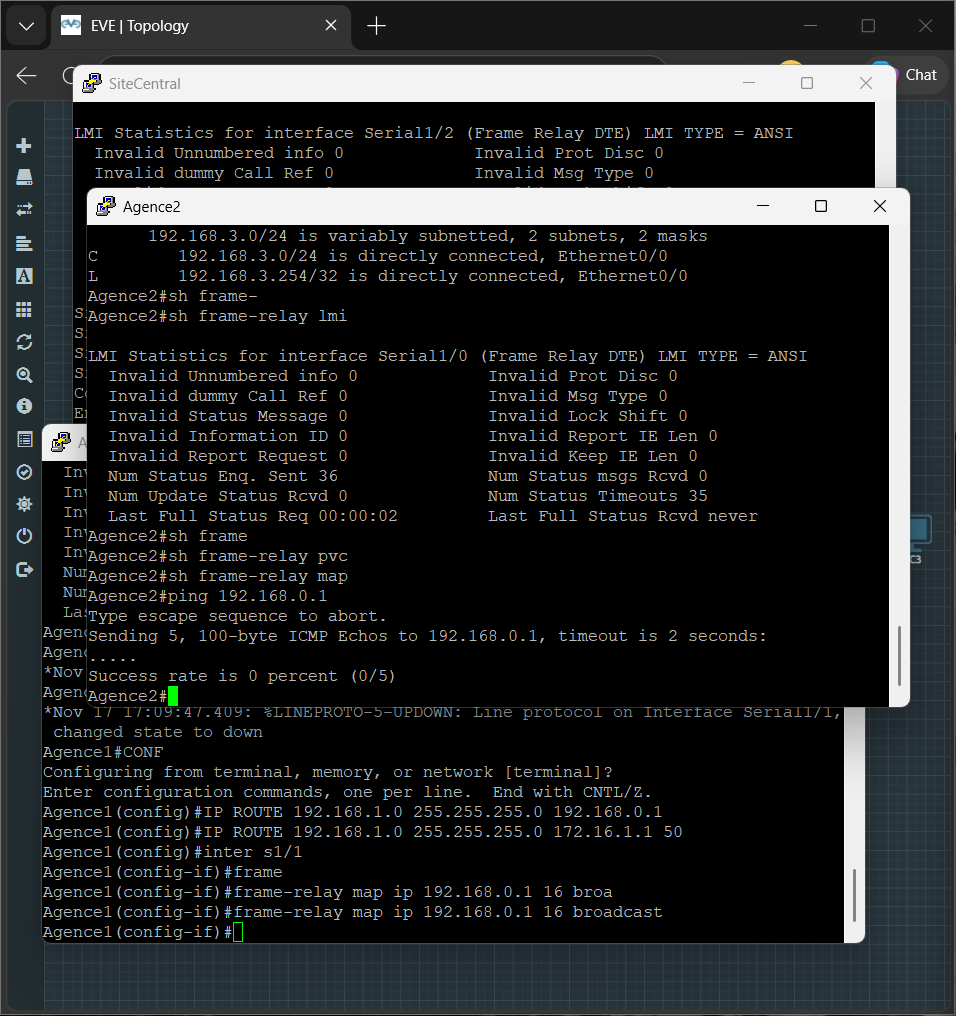 EVE | Topology
Chat
SiteCentral
LMI Statistics for interface Serial1/2 (Frame Relay DTE) LMI TYPE = ANSI
Invalid Unnumbered info 0 Invalid Prot Disc 0
Invalid dummy Call Ref 0 Invalid Msg Type 0
Agence2
192.168.3.0/24 is variably subnetted, 2 subnets, 2 masks
C 192.168.3.0/24 is directly connected, Ethernet0/0
L 192.168.3.254/32 is directly connected, Ethernet0/0
Agence2#sh frame-
Agence2#sh frame-relay lmi
LMI Statistics for interface Serial1/0 (Frame Relay DTE) LMI TYPE = ANSI
Invalid Unnumbered info 0 Invalid Prot Disc 0
Invalid dummy Call Ref 0 Invalid Msg Type 0
Invalid Status Message 0 Invalid Lock Shift 0
Invalid Information ID 0 Invalid Report IE Len 0
Invalid Report Request 0 Invalid Keep IE Len 0
Num Status Enq. Sent 36 Num Status msgs Rcvd 0
Num Update Status Rcvd 0 Num Status Timeouts 35
Last Full Status Req 00:00:02 Last Full Status Rcvd never
Agence2#sh frame
Agence2#sh frame-relay pvc
Agence2#sh frame-relay map
Agence2#ping 192.168.0.1
Type escape sequence to abort.
Sending 5, 100-byte ICMP Echos to 192.168.0.1, timeout is 2 seconds:
.....
Success rate is 0 percent (0/5)
Agence2#
C3
*Nov
*Nov 17 17:09:47.409: %LINEPROTO-5-UPDOWN: Line protocol on Interface Serial1/1,
changed state to down
Agence1#CONF
Configuring from terminal, memory, or network [terminal]?
Enter configuration commands, one per line. End with CNTL/Z.
Agence1(config)#IP ROUTE 192.168.1.0 255.255.255.0 192.168.0.1
Agence1(config)#IP ROUTE 192.168.1.0 255.255.255.0 172.16.1.1 50
Agence1(config)#inter s1/1
Agence1(config-if)#frame
Agence1(config-if)#frame-relay map ip 192.168.0.1 16 broa
Agence1(config-if)#frame-relay map ip 192.168.0.1 16 broadcast
Agence1(config-if)#